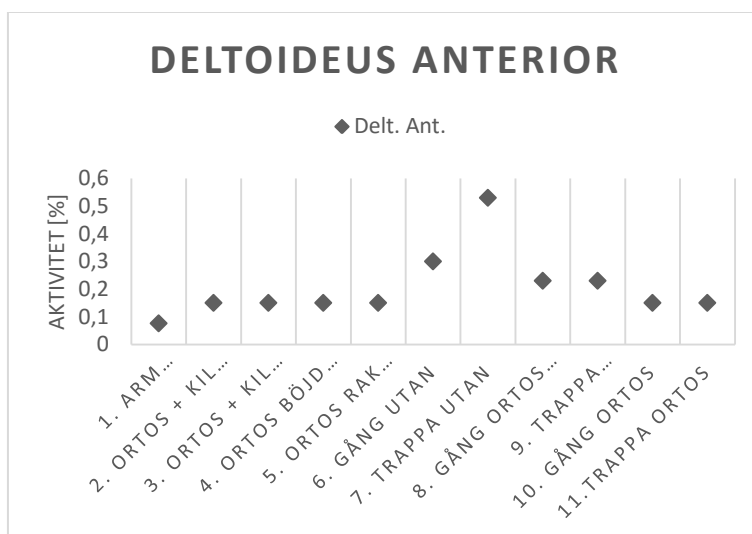 DELTOIDEUS ANTERIOR
Delt. Ant.
AKTIVITET [%]
0,6
0,5
0,4
0,3
0,2
0,1
0
1. ARM…
2. ORTOS + KIL…
3. ORTOS + KIL…
4. ORTOS BÖJD…
5. ORTOS RAK…
6. GÅNG UTAN
7. TRAPPA UTAN
8. GÅNG ORTOS…
9. TRAPPA…
10. GÅNG ORTOS
11.TRAPPA ORTOS